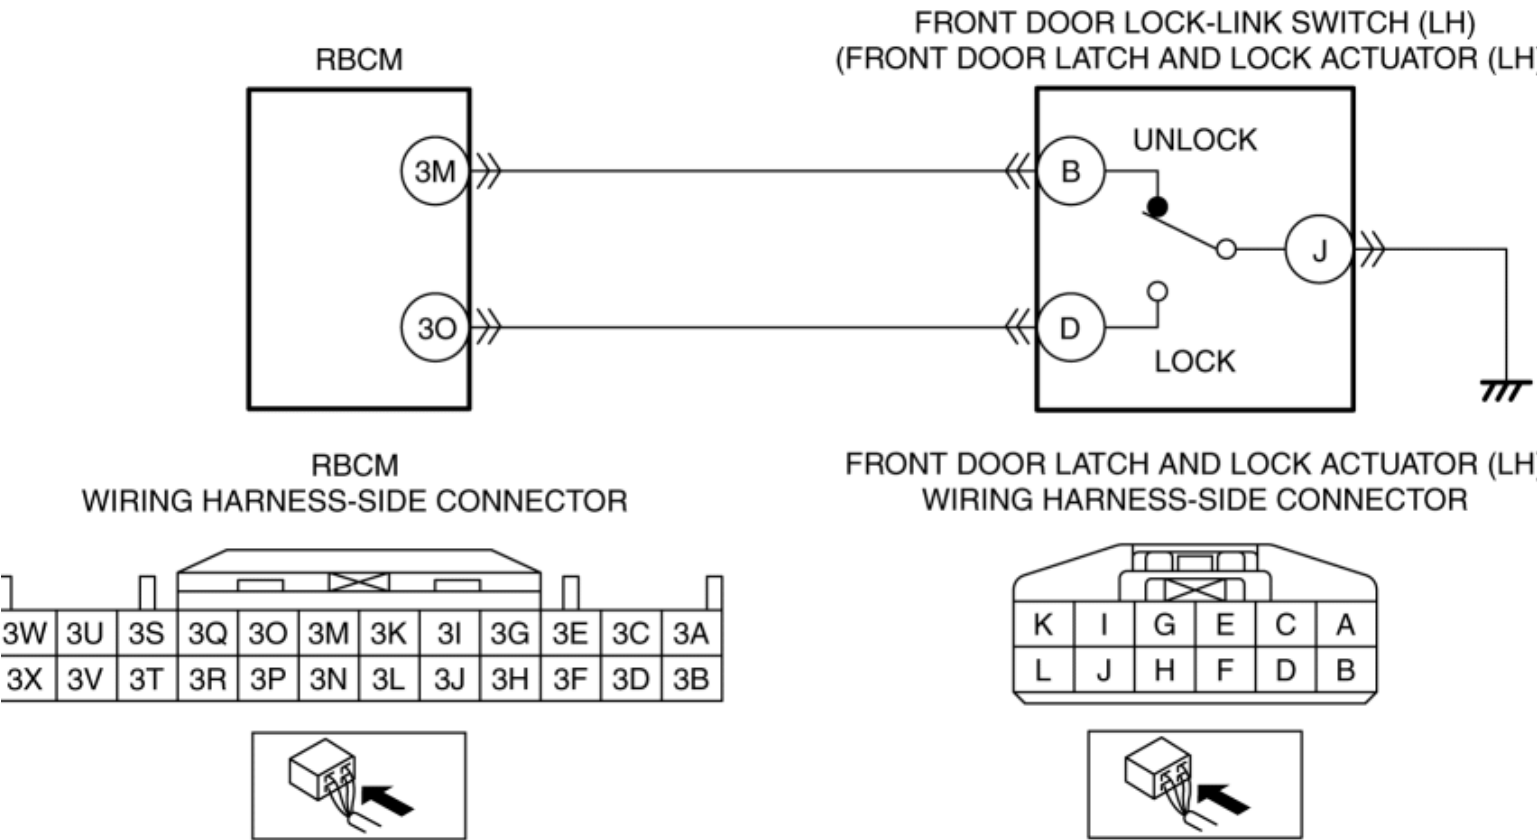 FRONT DOOR LOCK-LINK SWITCH (LH)
RBCM
(FRONT DOOR LATCH AND LOCK ACTUATOR (LH)
UNLOCK
3M
B
J
3O
D
LOCK
RBCM
WIRING HARNESS-SIDE CONNECTOR
FRONT DOOR LATCH AND LOCK ACTUATOR (LH)
WIRING HARNESS-SIDE CONNECTOR
3W 3U 3S 3Q 3O 3M 3K 3I 3G 3E 3C 3A
3X 3V 3T 3R 3P 3N 3L 3J 3H 3F 3D 3B
K I G E C A
L J H F D B